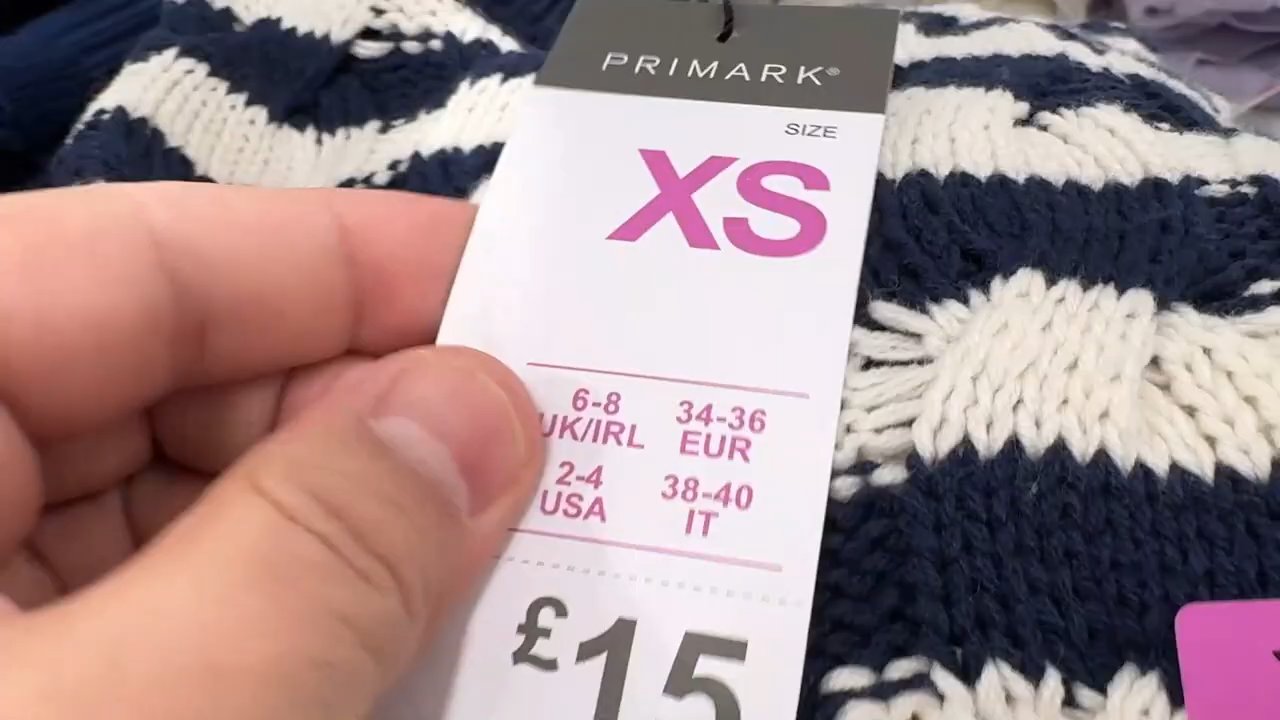 PRIMARK®
SIZE
XS
6-8 34-36
UK/IRL EUR
2-4 38-40
USA IT
£15